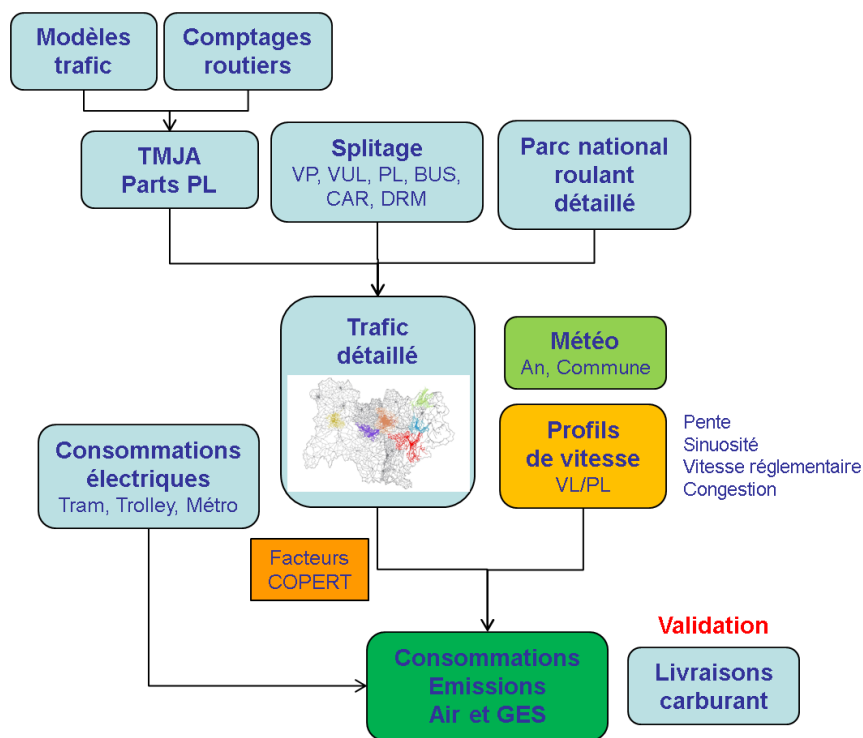 Modèles
trafic
Comptages
routiers
TMJA
Parts PL
Splitage
VP, VUL, PL, BUS,
CAR, DRM
Parc national
roulant
détaillé
Trafic
détaillé
Météo
An, Commune
Consommations
électriques
Tram, Trolley, Métro
Profils
de vitesse
VL/PL
Pente
Sinuosité
Vitesse réglementaire
Congestion
Facteurs
COPERT
Consommations
Emissions
Air et GES
Validation
Livraisons
carburant